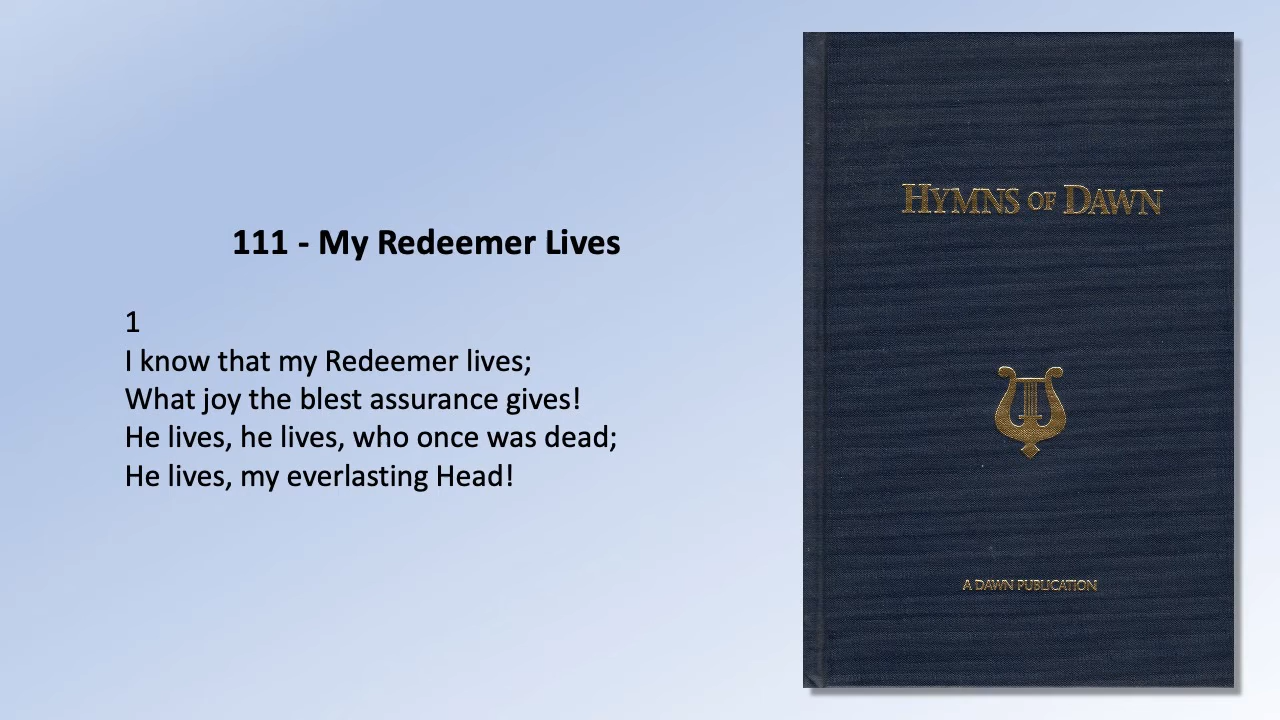 111 - My Redeemer Lives
1
I know that my Redeemer lives;
What joy the blest assurance gives!
He lives, he lives, who once was dead;
He lives, my everlasting Head!
HYMNS OF DAWN
A DAWN PUBLICATION